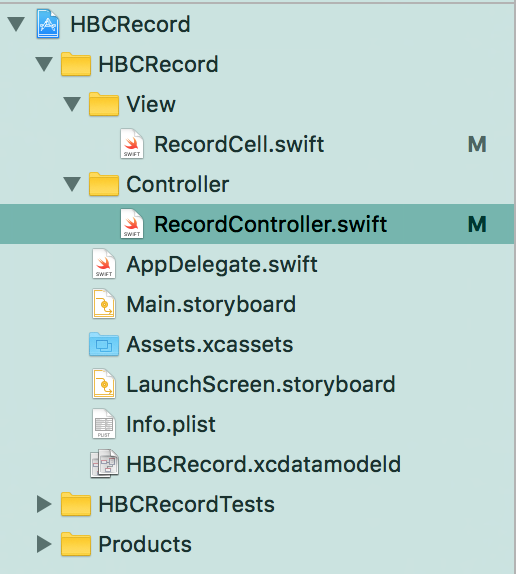 HBCRecord
HBCRecord
View
RecordCell.swift M
Controller
RecordController.swift M
AppDelegate.swift
Main.storyboard
Assets.xcassets
LaunchScreen.storyboard
Info.plist
HBCRecord.xcdatamodeld
HBCRecordTests
Products